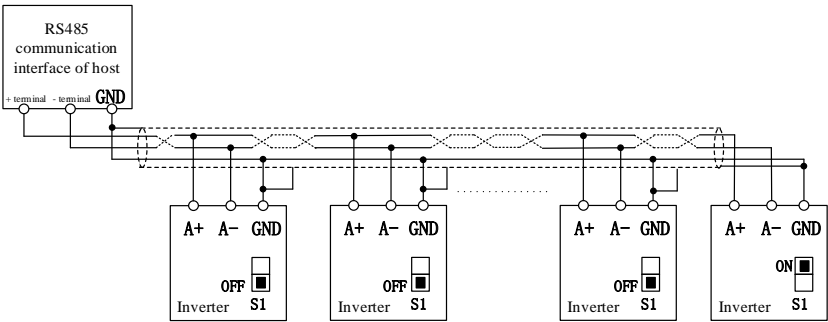 RS485
communication
interface of host
+ terminal - terminal GND
A+ A- GND
OFF
Inverter S1
A+ A- GND
OFF
Inverter S1
A+ A- GND
OFF
Inverter S1
A+ A- GND
ON
Inverter S1